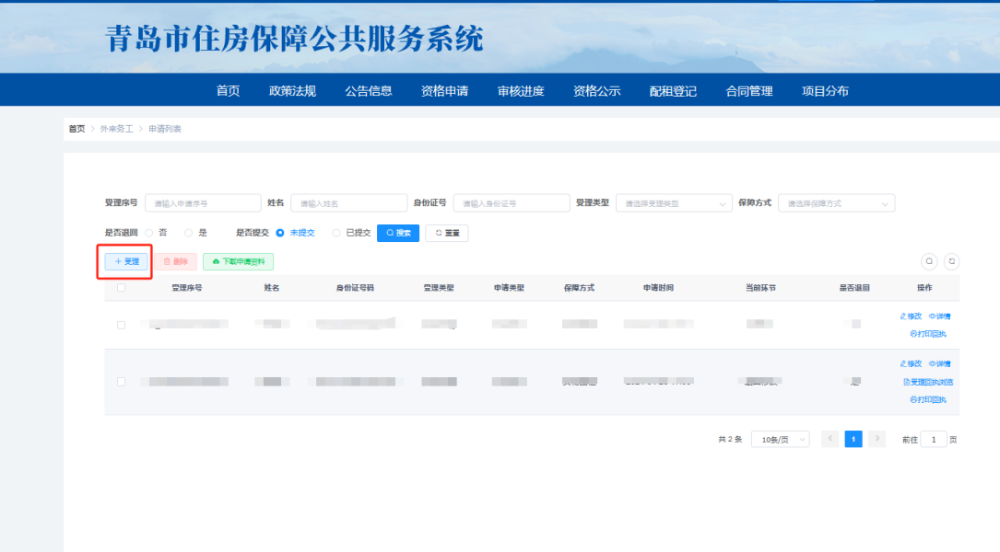 青岛市住房保障公共服务系统
首页 政策法规 公告信息 资格申请 审核进度 资格公示 配租登记 合同管理 项目分布
首页 > 外来务工 > 申请列表
受理序号 请输入申请序号 姓名 请输入姓名 身份证号 请输入身份证号 受理类型 请选择受理类型 保障方式 请选择保障方式
是否退回 否 是 是否提交 未提交 已提交 搜索 重置
+ 受理 删除 下载申请资料
受理序号 姓名 身份证号码 受理类型 申请类型 保障方式 申请时间 当前环节 是否退回 操作
修改 详情
打印回执
修改 详情
受理回执浏览
打印回执
共 2 条 10条/页 < 1 > 前往 1 页